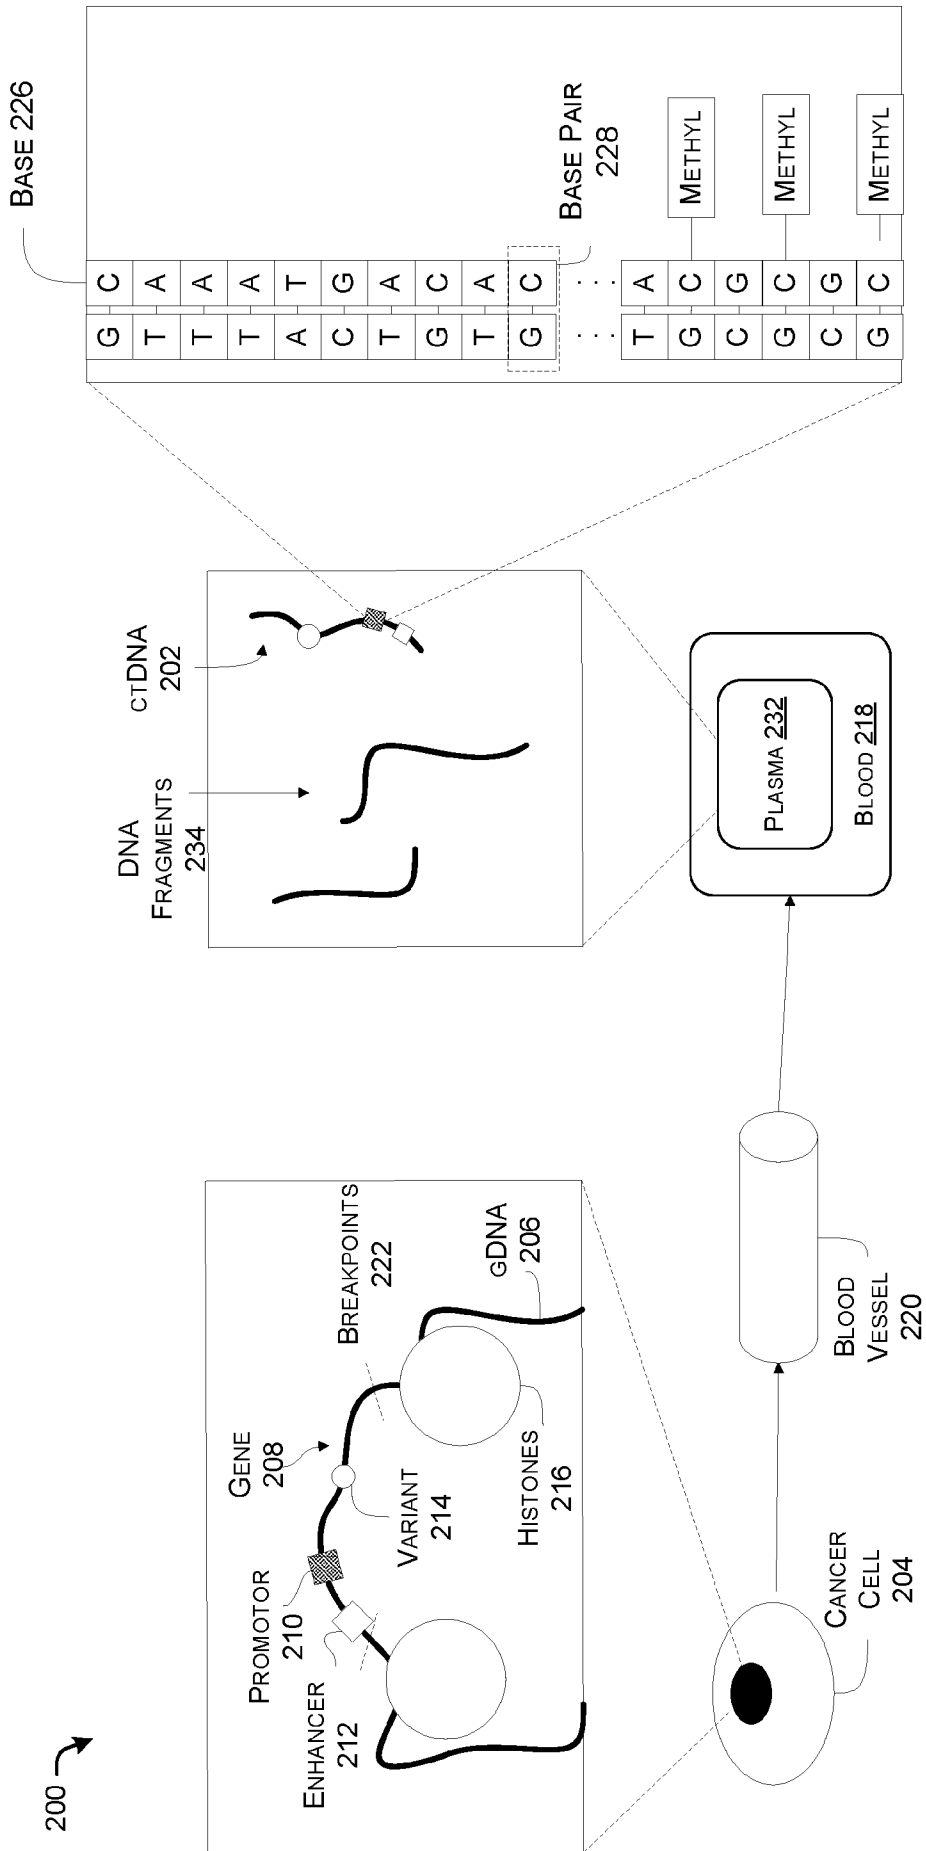 200
BASE 226
CTDNA
202
DNA
FRAGMENTS
234
GENE
208
PROMOTOR
210
ENHANCER
212
BREAKPOINTS
222
VARIANT
214
GDNA
206
HISTONES
216
G C
T A
T A
T A
A T
C G
T A
G C
T A
G C
BASE PAIR
228
··· ···
T A
G C METHYL
C G
G C METHYL
C G
G C METHYL
PLASMA 232
BLOOD 218
BLOOD
VESSEL
220
CANCER
CELL
204